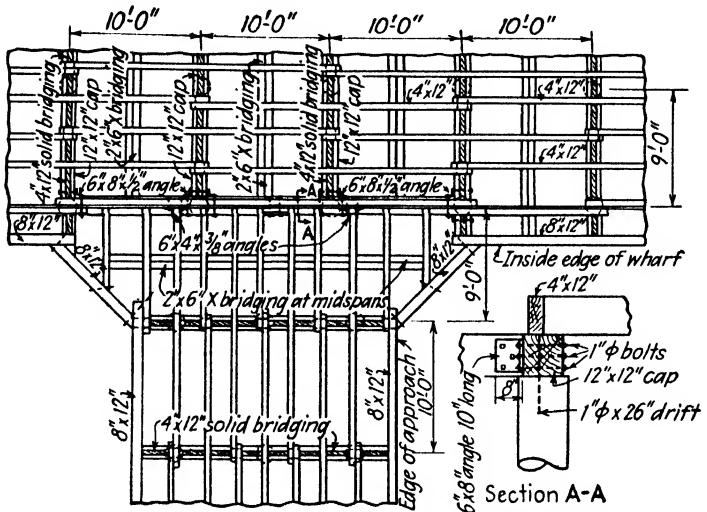 10'-0" 10'-0" 10'-0" 10'-0"
4"x12" solid bridging
12"x12" cap
2"x6" X bridging
12"x12" cap
2"x6" X bridging
4"x12" solid bridging
12"x12" cap
4"x12"
4"x12"
4"x12"
9'-0"
6"x8"x½" angle
A
6"x8"x½" angle
8"x12"
6"x4"x⅜" angles
A
8"x12"
8"x12"
8"x12"
Inside edge of wharf
2"x6" X bridging at midspans
9'-0"
4"x12"
8"x12"
4"x12" solid bridging
8"x12"
Edge of approach
10'-0"
6"x8" angle 10" long
8"
1"ϕ bolts
12"x12" cap
1"ϕ x 26" drift
Section A-A